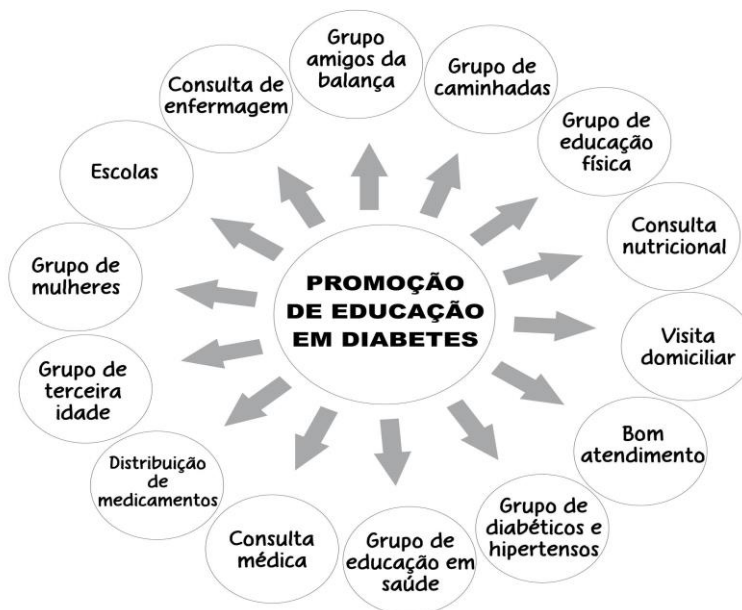 PROMOÇÃO
DE EDUCAÇÃO
EM DIABETES
Grupo
amigos da
balança
Grupo de
caminhadas
Grupo de
educação
física
Consulta
nutricional
Visita
domiciliar
Bom
atendimento
Grupo de
diabéticos e
hipertensos
Grupo de
educação em
saúde
Consulta
médica
Distribuição
de
medicamentos
Grupo de
terceira
idade
Grupo de
mulheres
Escolas
Consulta de
enfermagem